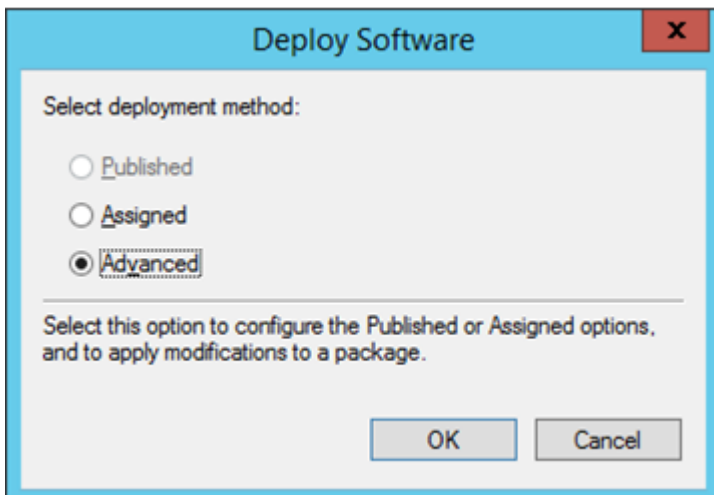 Deploy Software
x
Select deployment method:
Published
Assigned
Advanced
Select this option to configure the Published or Assigned options,
and to apply modifications to a package.
OK
Cancel